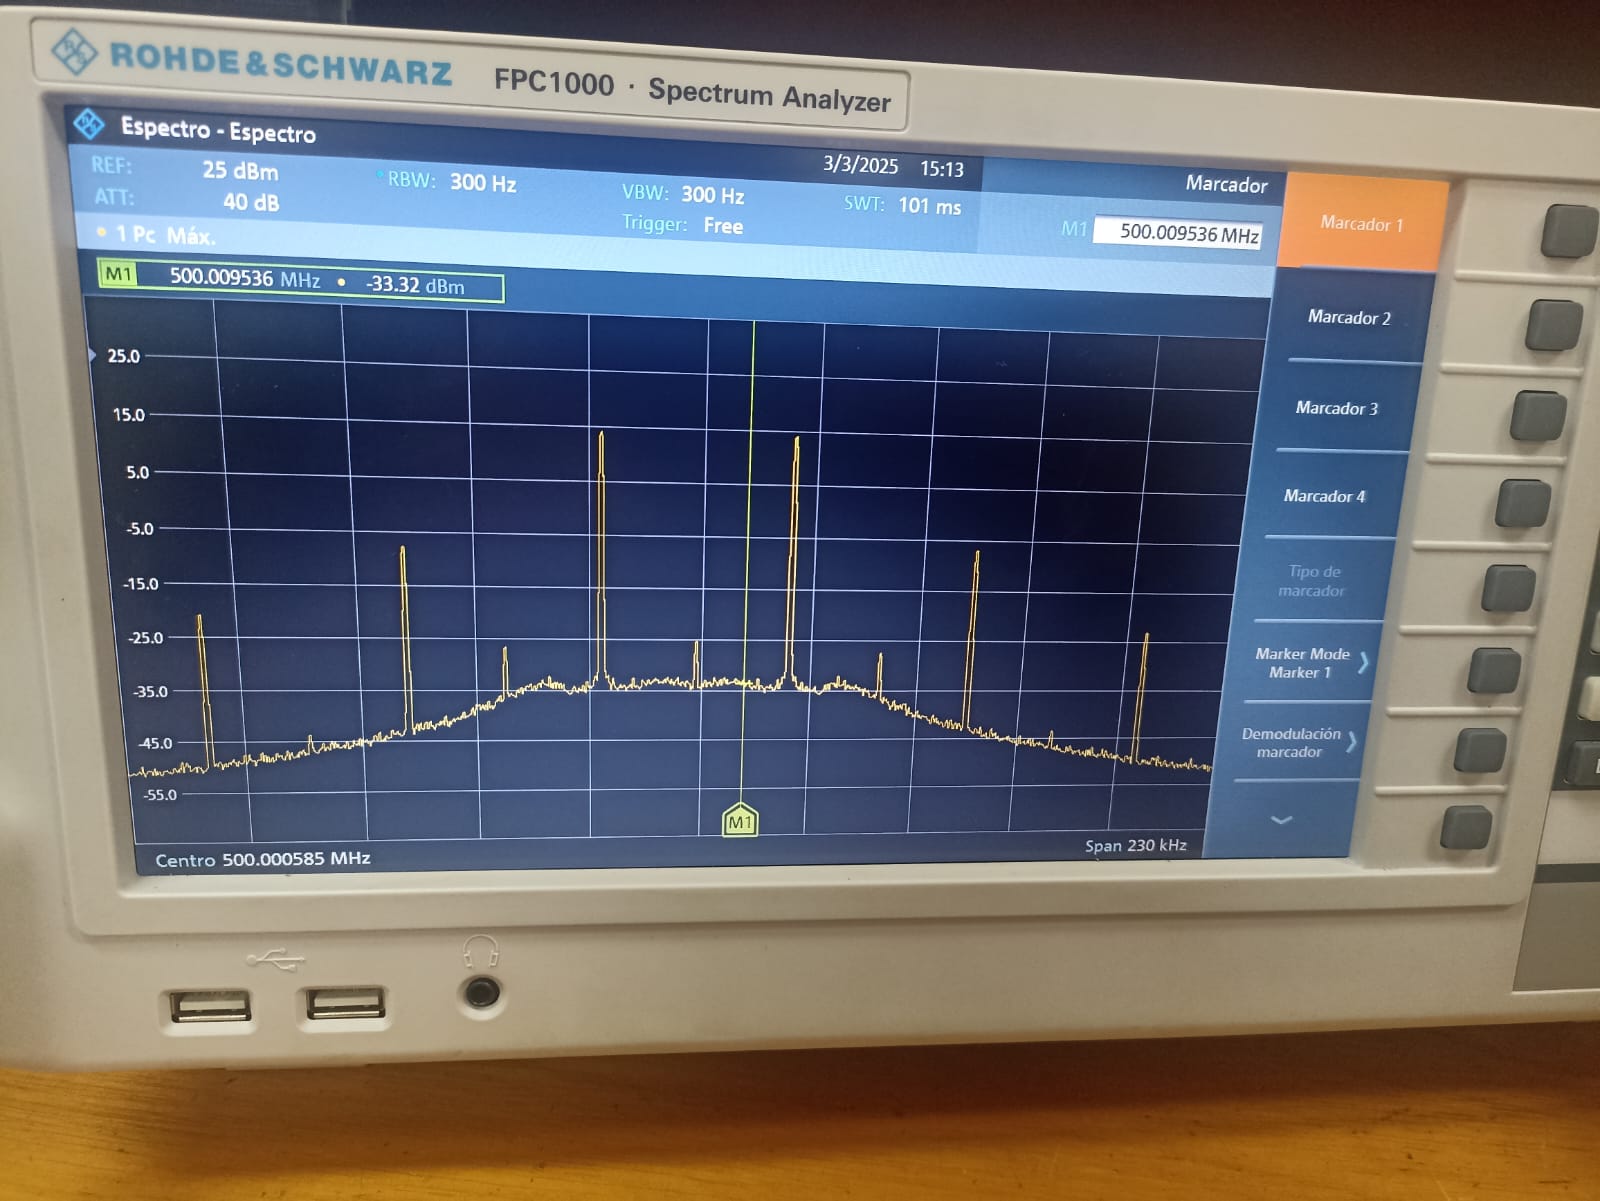 ROHDE & SCHWARZ FPC1000 · Spectrum Analyzer
Espectro - Espectro
REF: 25 dBm RBW: 300 Hz VBW: 300 Hz 3/3/2025 15:13
ATT: 40 dB Trigger: Free SWT: 101 ms
1 Pc Máx.
M1 500.009536 MHz • -33.32 dBm
Marcador
M1 500.009536 MHz
Marcador 1
Marcador 2
Marcador 3
Marcador 4
Tipo de
marcador
Marker Mode
Marker 1
Demodulación
marcador
25.0
15.0
5.0
-5.0
-15.0
-25.0
-35.0
-45.0
-55.0
M1
Centro 500.000585 MHz Span 230 kHz